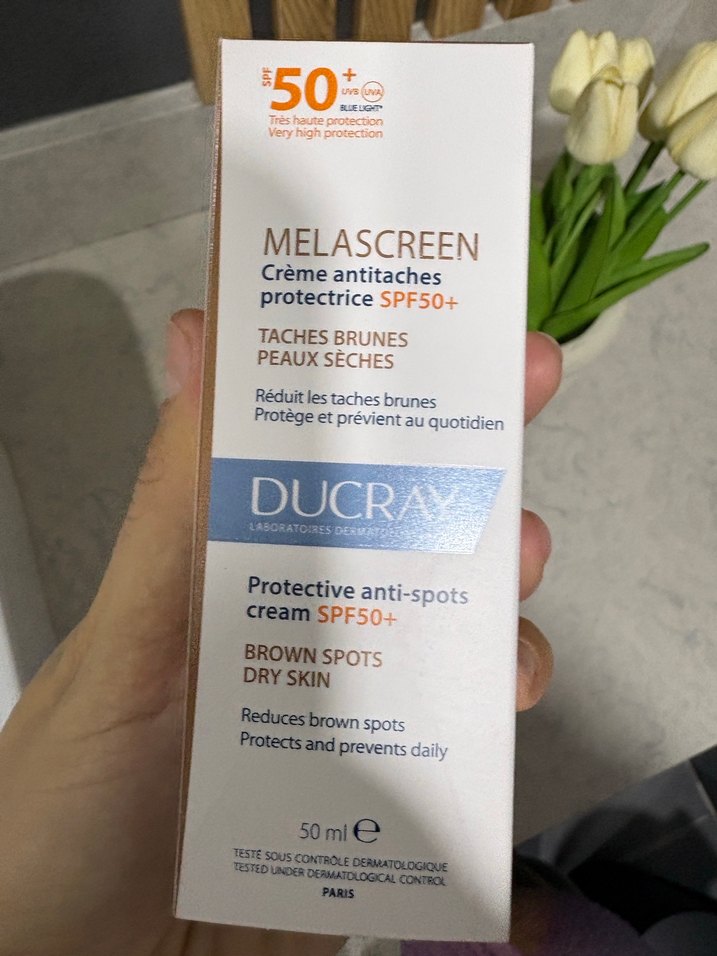 SPF 50+ UVB UVA
BLUE LIGHT*
Très haute protection
Very high protection
MELASCREEN
Crème antitaches
protectrice SPF50+
TACHES BRUNES
PEAUX SÈCHES
Réduit les taches brunes
Protège et prévient au quotidien
DUCRAY
LABORATOIRES
Protective anti-spots
cream SPF50+
BROWN SPOTS
DRY SKIN
Reduces brown spots
Protects and prevents daily
50 ml e
TESTÉ SOUS CONTRÔLE DERMATOLOGIQUE
TESTED UNDER DERMATOLOGICAL CONTROL
PARIS